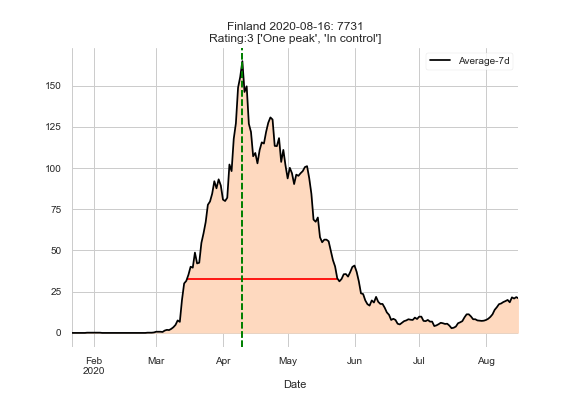 Finland 2020-08-16: 7731
Rating:3 ['One peak', 'In control']
Average-7d
150
125
100
75
50
25
0
Feb Mar Apr May Jun Jul Aug
2020
Date